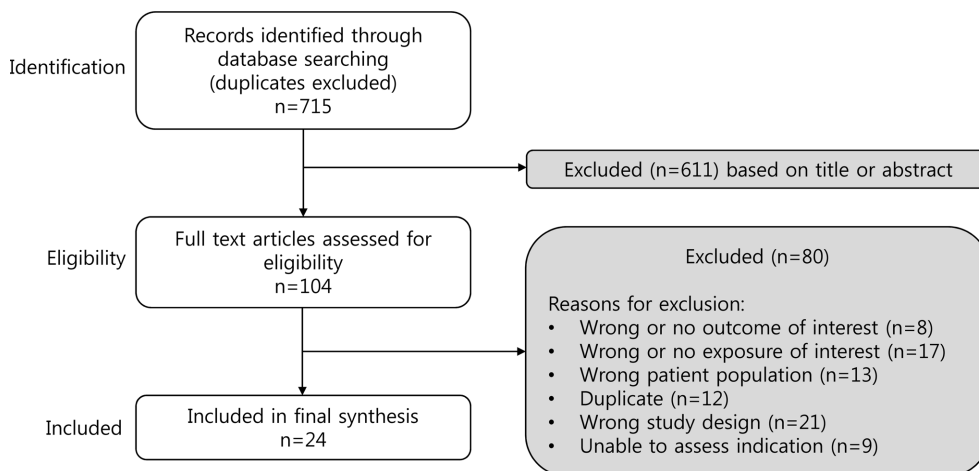 Identification
Records identified through
database searching
(duplicates excluded)
n=715
Excluded (n=611) based on title or abstract
Eligibility
Full text articles assessed for
eligibility
n=104
Excluded (n=80)
Reasons for exclusion:
• Wrong or no outcome of interest (n=8)
• Wrong or no exposure of interest (n=17)
• Wrong patient population (n=13)
• Duplicate (n=12)
• Wrong study design (n=21)
• Unable to assess indication (n=9)
Included
Included in final synthesis
n=24